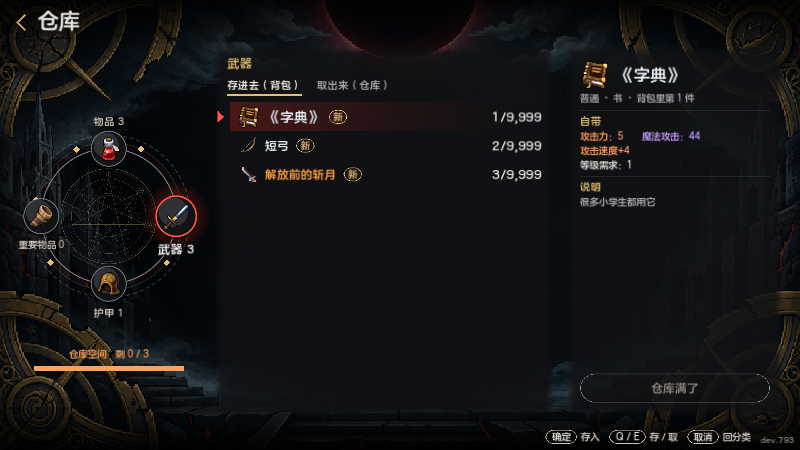 仓库
物品 3
重要物品 0
武器 3
护甲 1
仓库空间 剩 0 / 3
武器
存进去（背包） 取出来（仓库）
《字典》 新 1/9,999
短弓 新 2/9,999
解放前的斩月 新 3/9,999
《字典》
普通 · 书 · 背包里第 1 件
自带
攻击力：5 魔法攻击：44
攻击速度+4
等级需求：1
说明
很多小学生都用它
仓库满了
确定 存入 Q / E 存 / 取 取消 回分类
dev.793